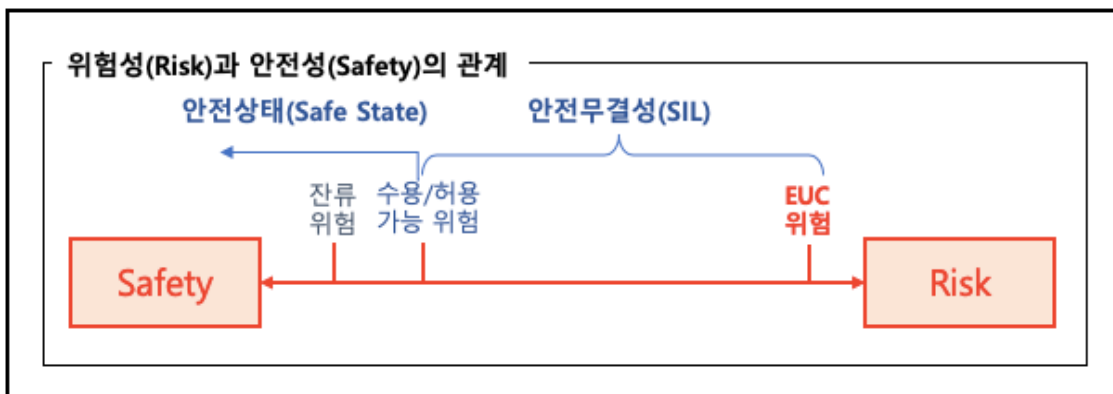 위험성(Risk)과 안전성(Safety)의 관계
안전상태(Safe State)
안전무결성(SIL)
잔류
위험
수용/허용
가능 위험
EUC
위험
Safety
Risk